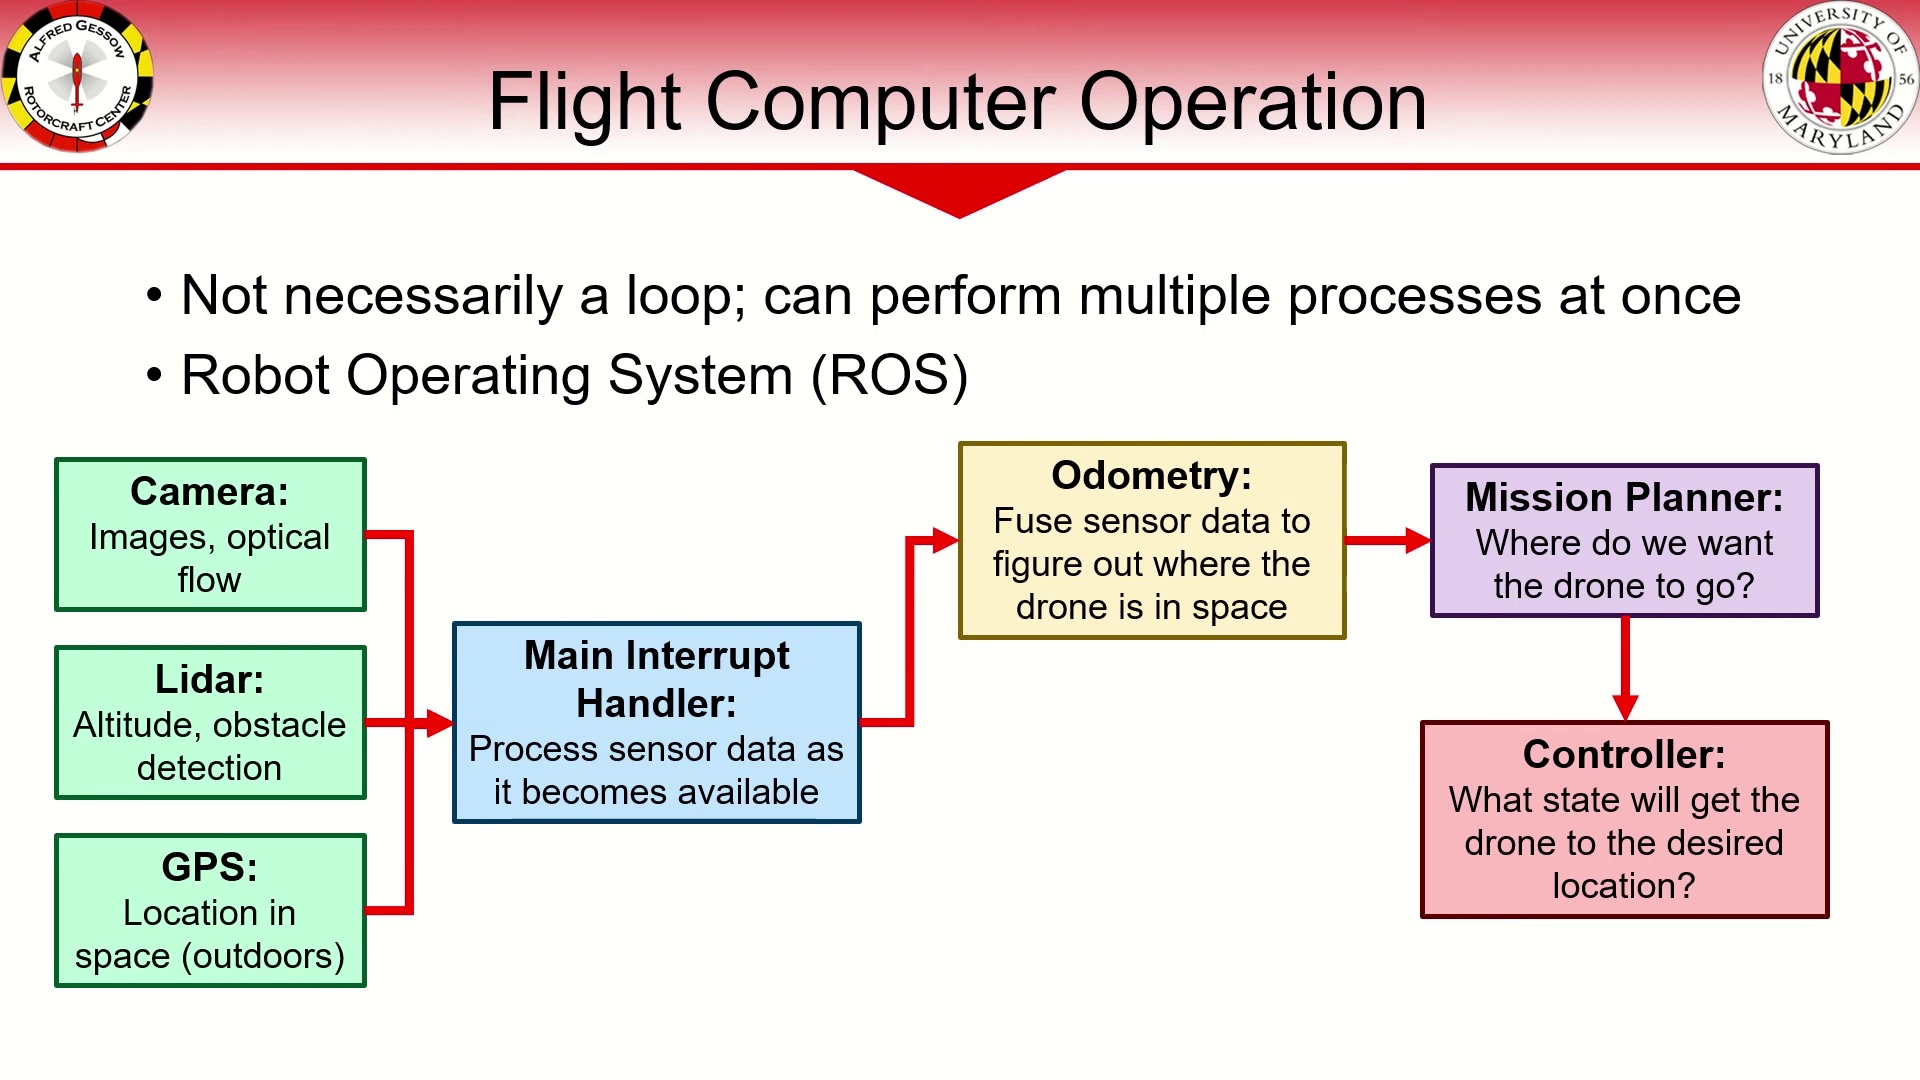 ALFRED GESSOW
ROTORCRAFT CENTER
Flight Computer Operation
UNIVERSITY OF
18 56
MARYLAND
• Not necessarily a loop; can perform multiple processes at once
• Robot Operating System (ROS)
Camera:
Images, optical
flow
Lidar:
Altitude, obstacle
detection
GPS:
Location in
space (outdoors)
Main Interrupt
Handler:
Process sensor data as
it becomes available
Odometry:
Fuse sensor data to
figure out where the
drone is in space
Mission Planner:
Where do we want
the drone to go?
Controller:
What state will get the
drone to the desired
location?